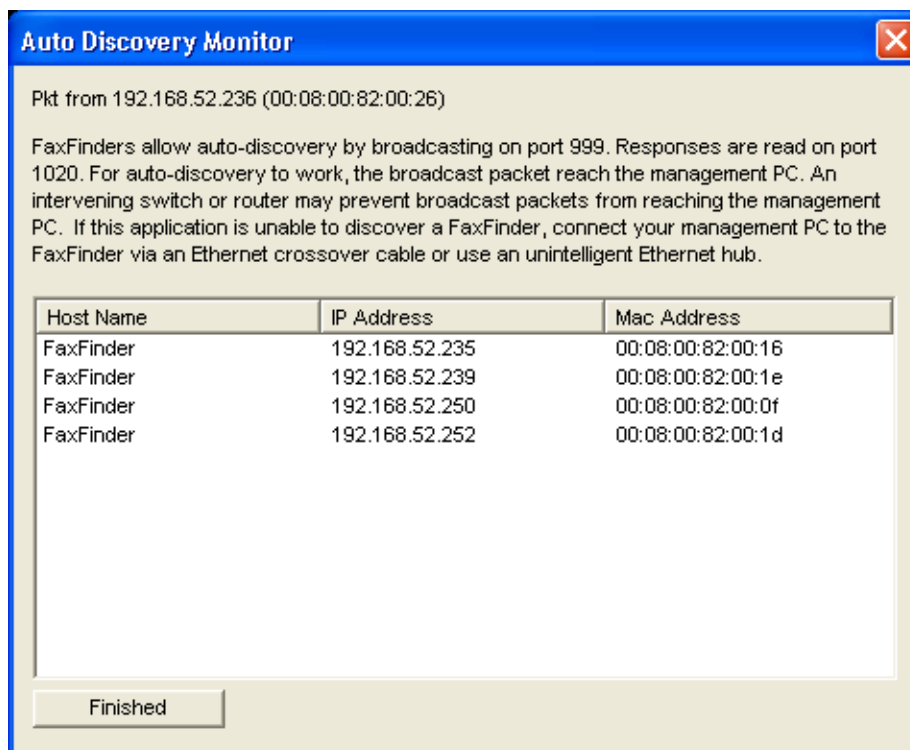 Auto Discovery Monitor
Pkt from 192.168.52.236 (00:08:00:82:00:26)
FaxFinders allow auto-discovery by broadcasting on port 999. Responses are read on port
1020. For auto-discovery to work, the broadcast packet reach the management PC. An
intervening switch or router may prevent broadcast packets from reaching the management
PC. If this application is unable to discover a FaxFinder, connect your management PC to the
FaxFinder via an Ethernet crossover cable or use an unintelligent Ethernet hub.
Host Name IP Address Mac Address
FaxFinder 192.168.52.235 00:08:00:82:00:16
FaxFinder 192.168.52.239 00:08:00:82:00:1e
FaxFinder 192.168.52.250 00:08:00:82:00:0f
FaxFinder 192.168.52.252 00:08:00:82:00:1d
Finished